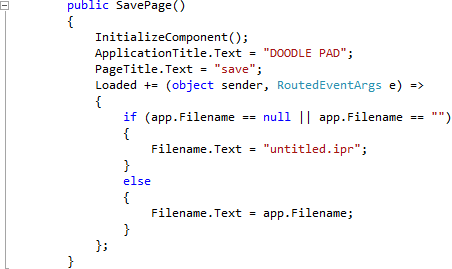 public SavePage()
{
InitializeComponent();
ApplicationTitle.Text = "DOODLE PAD";
PageTitle.Text = "save";
Loaded += (object sender, RoutedEventArgs e) =>
{
if (app.Filename == null || app.Filename == "")
{
Filename.Text = "untitled.ipr";
}
else
{
Filename.Text = app.Filename;
}
};
}